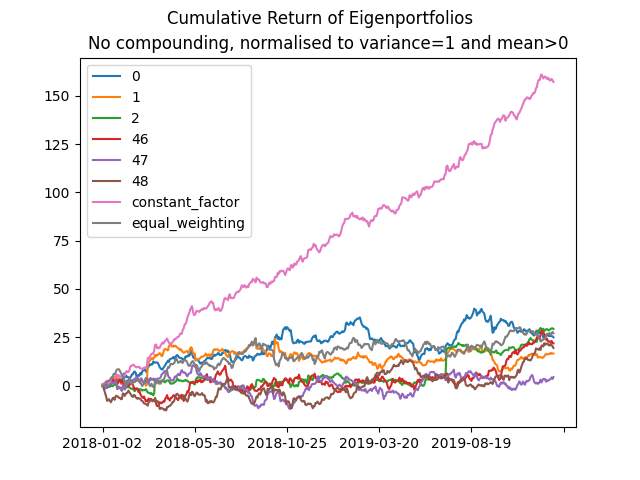 Cumulative Return of Eigenportfolios
No compounding, normalised to variance=1 and mean>0
0
1
2
46
47
48
constant_factor
equal_weighting
150
125
100
75
50
25
0
2018-01-02 2018-05-30 2018-10-25 2019-03-20 2019-08-19